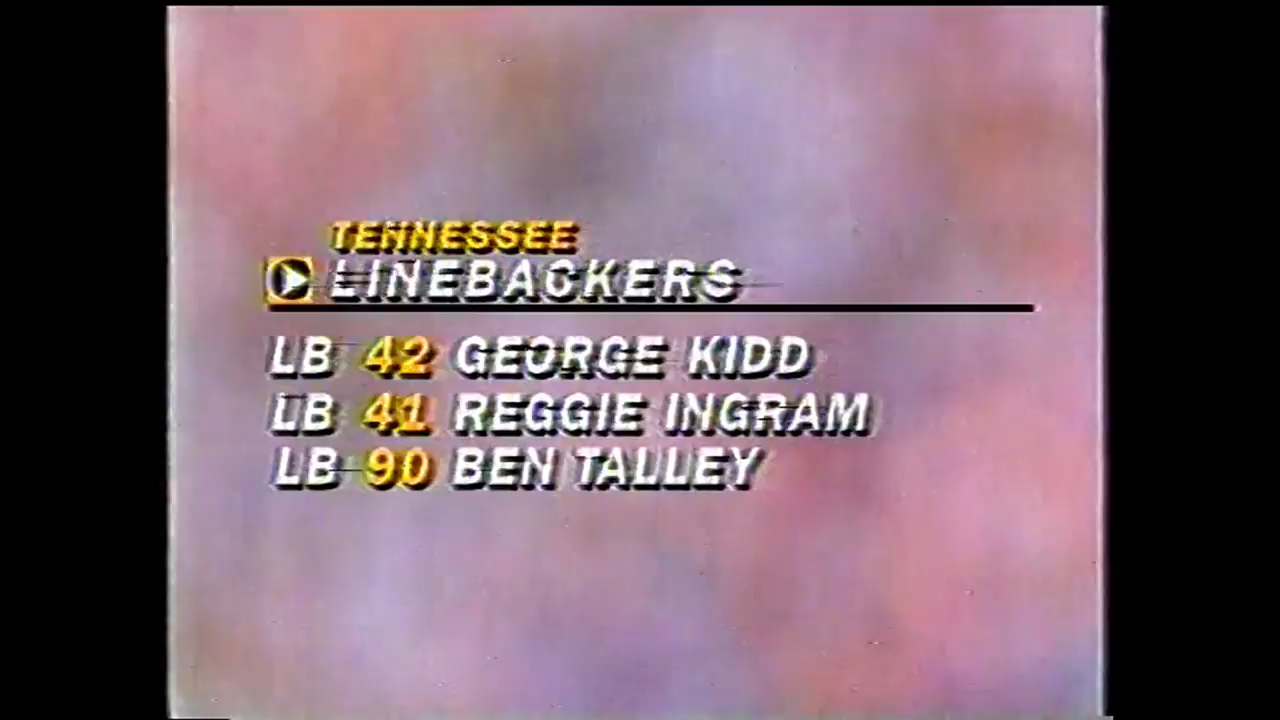 TENNESSEE
LINEBACKERS
LB 42 GEORGE KIDD
LB 41 REGGIE INGRAM
LB 90 BEN TALLEY